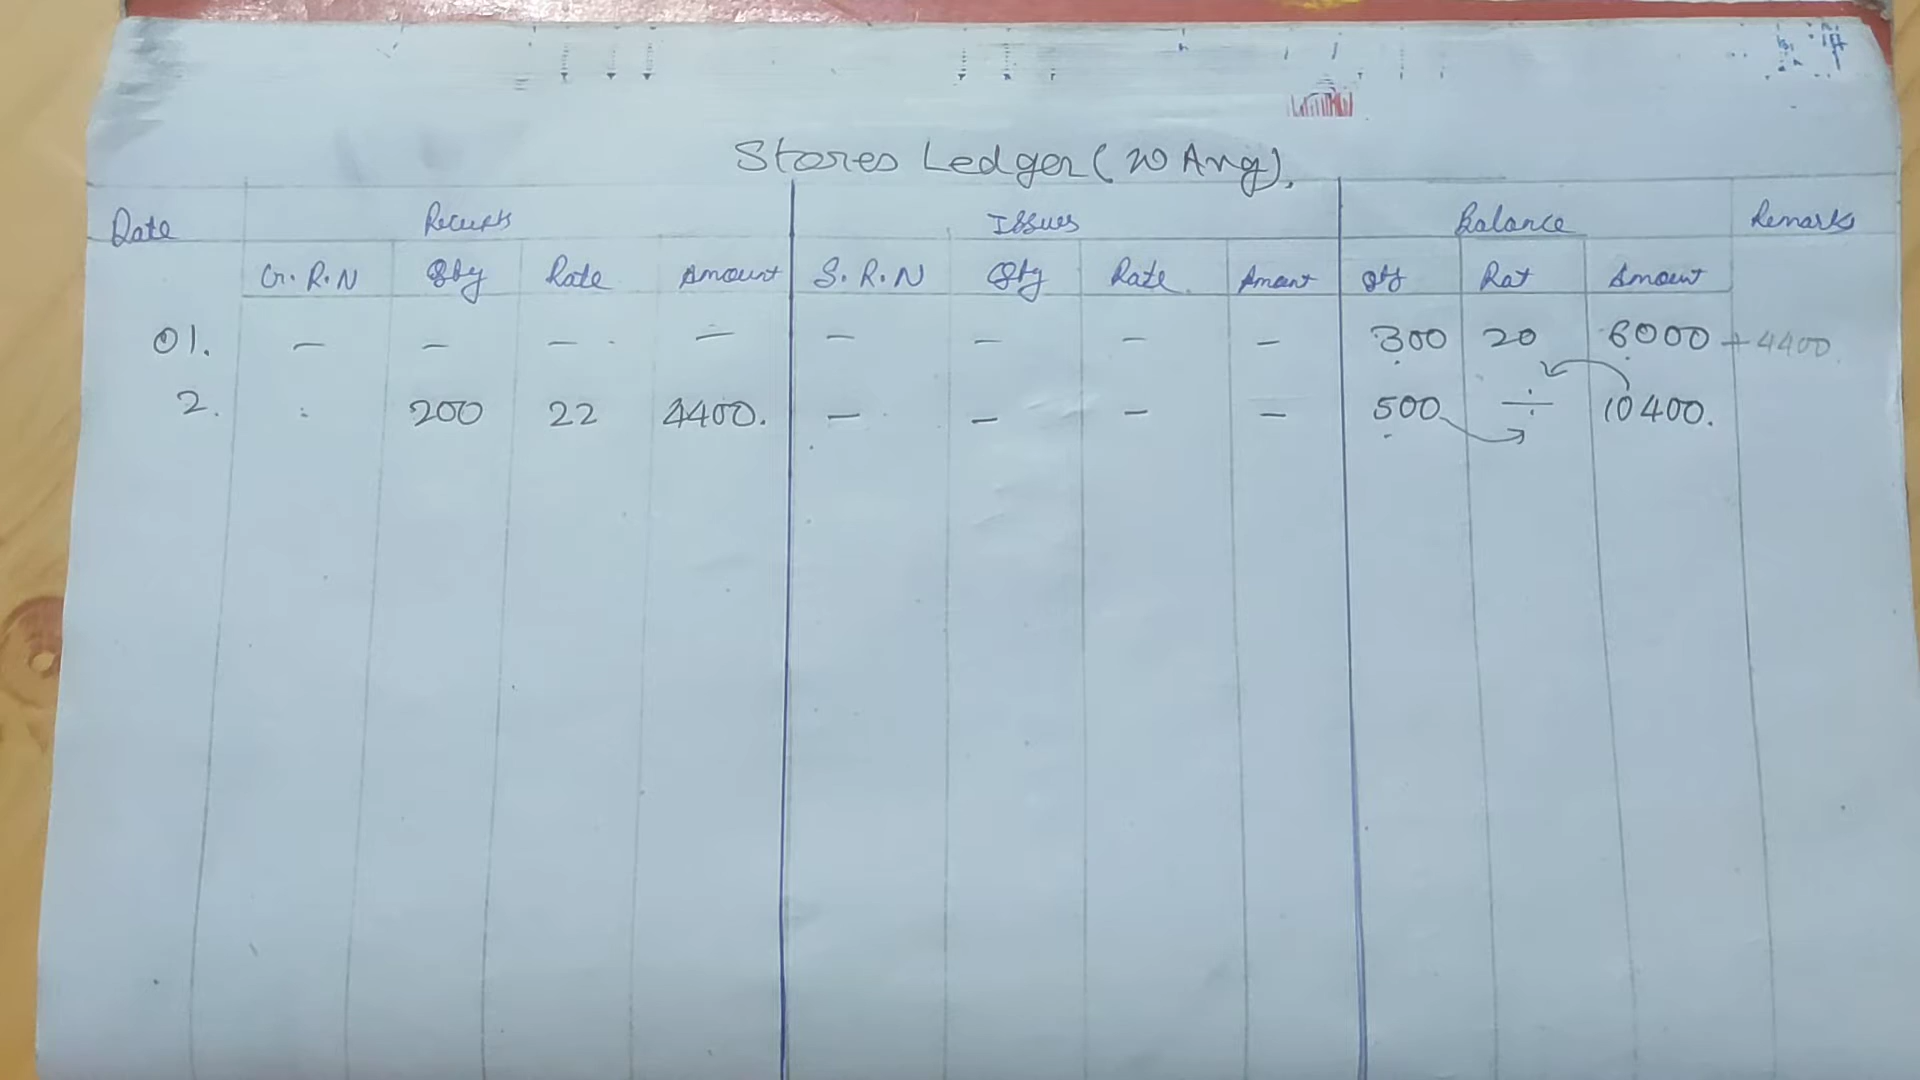 Stores Ledger (W Avg).
Date Receipts Issues Balance Remarks
G.R.N Qty Rate Amount S.R.N Qty Rate Amount Qty Rat Amount
01. — — — — — — — — 300 20 6000 + 4400
2. 200 22 4400. — — — — 500 ÷ 10400.